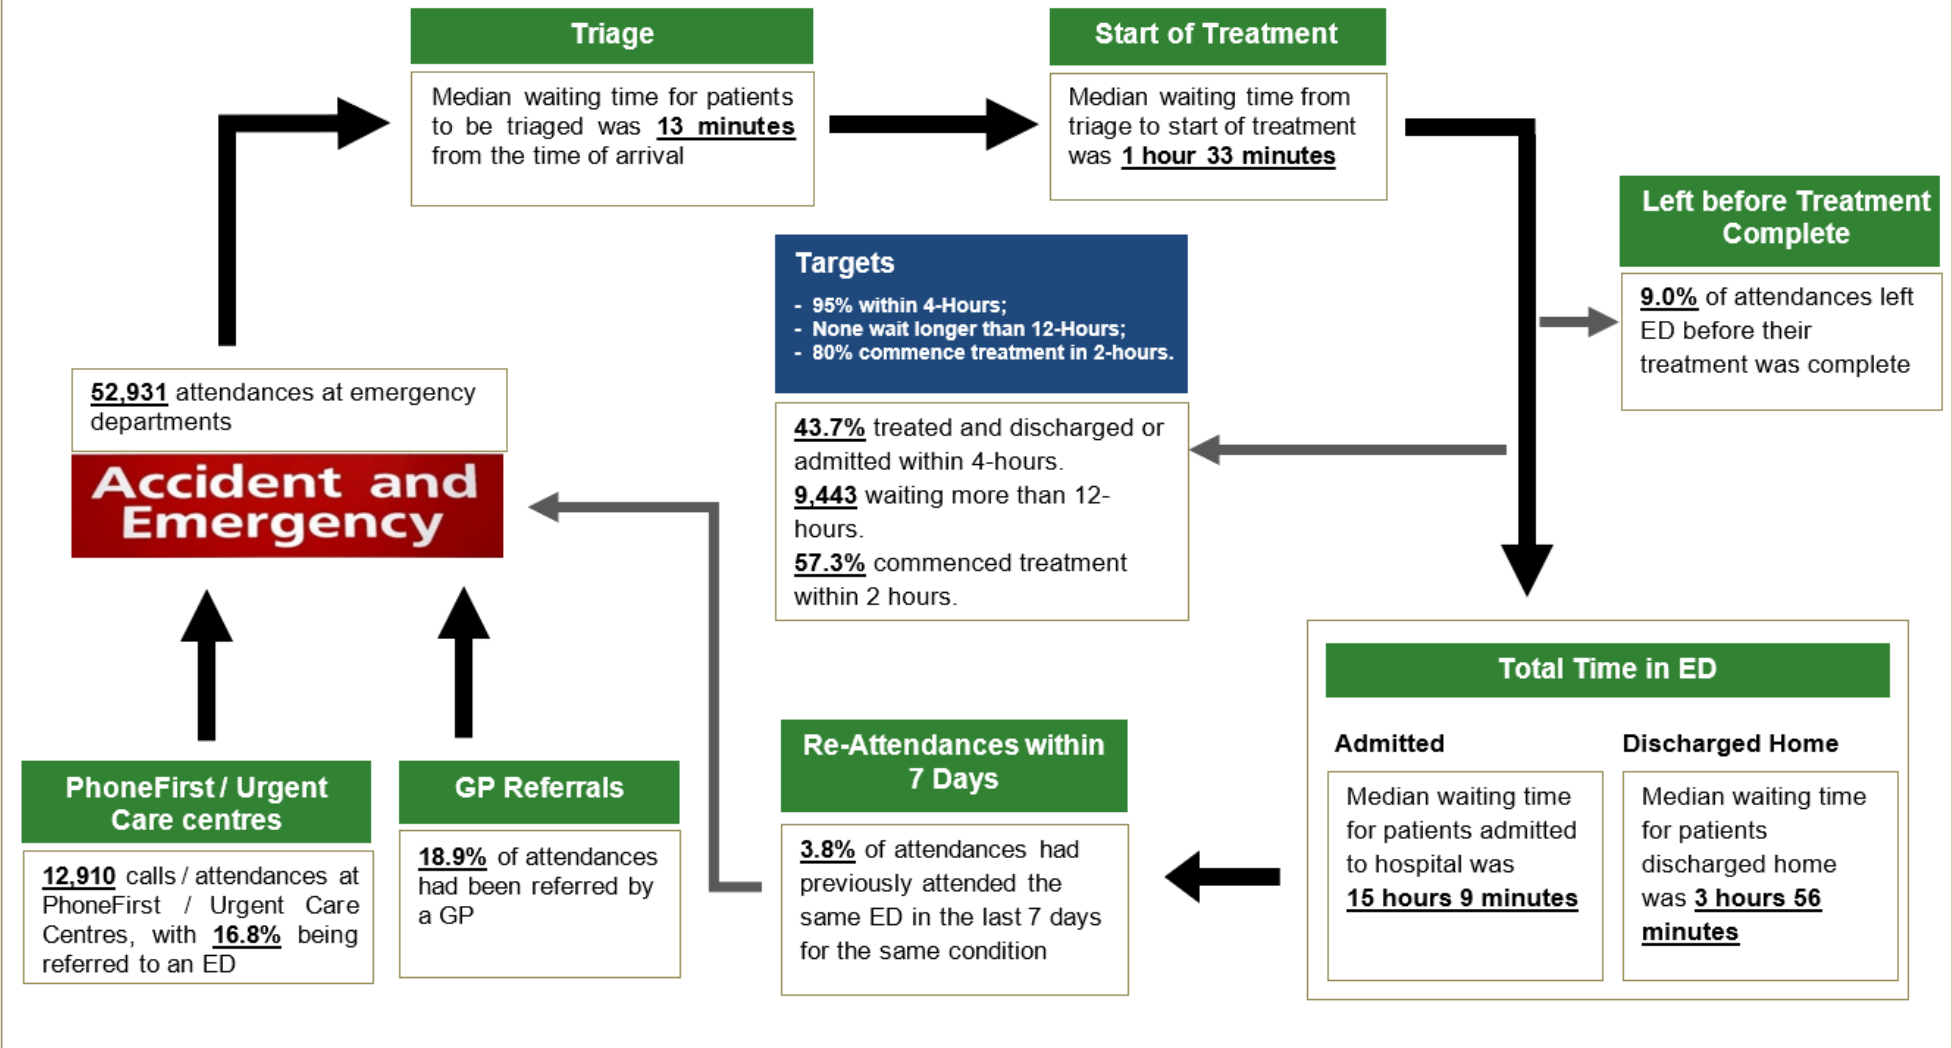 Triage
Median waiting time for patients
to be triaged was 13 minutes
from the time of arrival
Start of Treatment
Median waiting time from
triage to start of treatment
was 1 hour 33 minutes
Left before Treatment
Complete
9.0% of attendances left
ED before their
treatment was complete
Targets
- 95% within 4-Hours;
- None wait longer than 12-Hours;
- 80% commence treatment in 2-hours.
43.7% treated and discharged or
admitted within 4-hours.
9,443 waiting more than 12-
hours.
57.3% commenced treatment
within 2 hours.
52,931 attendances at emergency
departments
Accident and
Emergency
PhoneFirst / Urgent
Care centres
12,910 calls / attendances at
PhoneFirst / Urgent Care
Centres, with 16.8% being
referred to an ED
GP Referrals
18.9% of attendances
had been referred by
a GP
Re-Attendances within
7 Days
3.8% of attendances had
previously attended the
same ED in the last 7 days
for the same condition
Total Time in ED
Admitted
Median waiting time
for patients admitted
to hospital was
15 hours 9 minutes
Discharged Home
Median waiting time
for patients
discharged home
was 3 hours 56
minutes